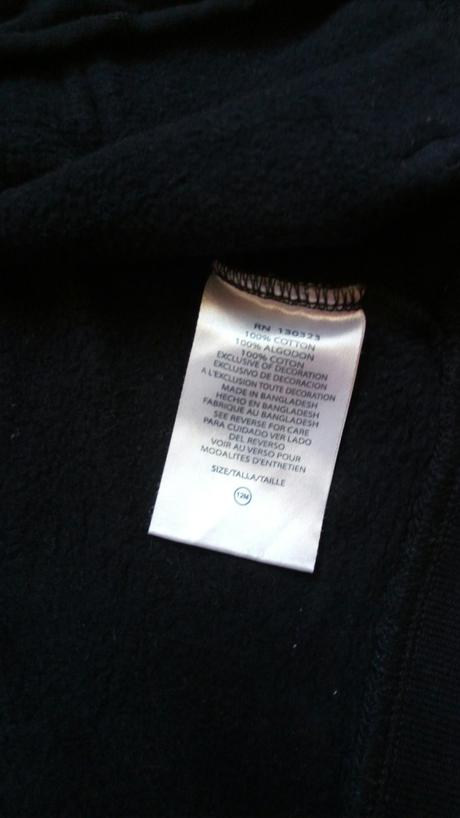 RN 130323
100% COTTON
100% ALGODON
100% COTON
EXCLUSIVE OF DECORATION
EXCLUSIVO DE DECORACION
A L'EXCLUSION TOUTE DECORATION
MADE IN BANGLADESH
HECHO EN BANGLADESH
FABRIQUE AU BANGLADESH
SEE REVERSE FOR CARE
PARA CUIDADO VER LADO
DEL REVERSO
VOIR AU VERSO POUR
MODALITES D'ENTRETIEN
SIZE/TALLA/TAILLE
12M